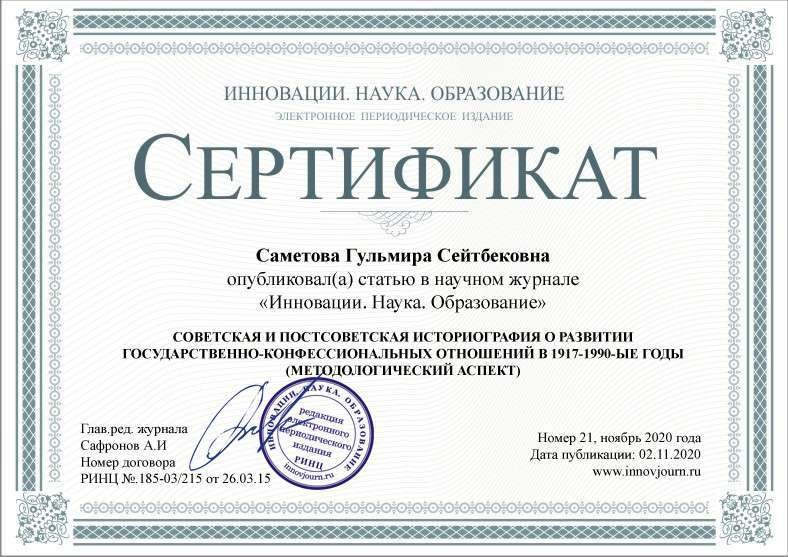 ИННОВАЦИИ. НАУКА. ОБРАЗОВАНИЕ
ЭЛЕКТРОННОЕ ПЕРИОДИЧЕСКОЕ ИЗДАНИЕ
СЕРТИФИКАТ
Саметова Гульмира Сейтбековна
опубликовал(а) статью в научном журнале
«Инновации. Наука. Образование»
СОВЕТСКАЯ И ПОСТСОВЕТСКАЯ ИСТОРИОГРАФИЯ О РАЗВИТИИ
ГОСУДАРСТВЕННО-КОНФЕССИОНАЛЬНЫХ ОТНОШЕНИЙ В 1917-1990-ЫЕ ГОДЫ
(МЕТОДОЛОГИЧЕСКИЙ АСПЕКТ)
Глав.ред. журнала
Сафронов А.И
Номер договора
РИНЦ №.185-03/215 от 26.03.15
ИННОВАЦИИ. НАУКА. ОБРАЗОВАНИЕ
редакция
электронного
периодического
издания
РИНЦ
innovjourn.ru
Номер 21, ноябрь 2020 года
Дата публикации: 02.11.2020
www.innovjourn.ru